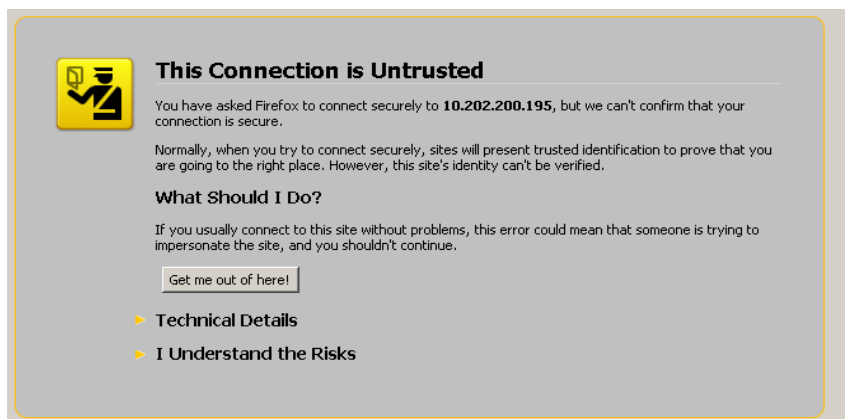 This Connection is Untrusted
You have asked Firefox to connect securely to 10.202.200.195, but we can't confirm that your
connection is secure.
Normally, when you try to connect securely, sites will present trusted identification to prove that you
are going to the right place. However, this site's identity can't be verified.
What Should I Do?
If you usually connect to this site without problems, this error could mean that someone is trying to
impersonate the site, and you shouldn't continue.
Get me out of here!
Technical Details
I Understand the Risks